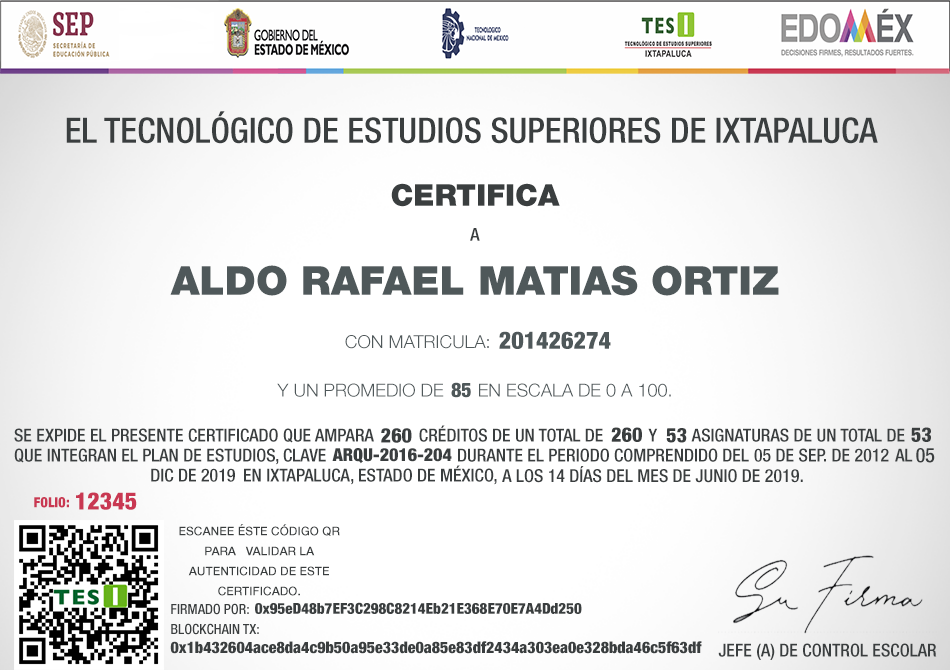 SEP
SECRETARÍA DE
EDUCACIÓN PÚBLICA
GOBIERNO DEL
ESTADO DE MÉXICO
TECNOLÓGICO
NACIONAL DE MÉXICO
TESI
TECNOLÓGICO DE ESTUDIOS SUPERIORES
IXTAPALUCA
EDOMÉX
DECISIONES FIRMES, RESULTADOS FUERTES.
EL TECNOLÓGICO DE ESTUDIOS SUPERIORES DE IXTAPALUCA
CERTIFICA
A
ALDO RAFAEL MATIAS ORTIZ
CON MATRICULA: 201426274
Y UN PROMEDIO DE 85 EN ESCALA DE 0 A 100.
SE EXPIDE EL PRESENTE CERTIFICADO QUE AMPARA 260 CRÉDITOS DE UN TOTAL DE 260 Y 53 ASIGNATURAS DE UN TOTAL DE 53
QUE INTEGRAN EL PLAN DE ESTUDIOS, CLAVE ARQU-2016-204 DURANTE EL PERIODO COMPRENDIDO DEL 05 DE SEP. DE 2012 AL 05
DIC DE 2019 EN IXTAPALUCA, ESTADO DE MÉXICO, A LOS 14 DÍAS DEL MES DE JUNIO DE 2019.
FOLIO: 12345
TESI
ESCANEE ÉSTE CÓDIGO QR
PARA VALIDAR LA
AUTENTICIDAD DE ESTE
CERTIFICADO.
FIRMADO POR: 0x95eD48b7EF3C298C8214Eb21E368E70E7A4Dd250
BLOCKCHAIN TX:
0x1b432604ace8da4c9b50a95e33de0a85e83df2434a303ea0e328bda46c5f63df
Su Firma
JEFE (A) DE CONTROL ESCOLAR